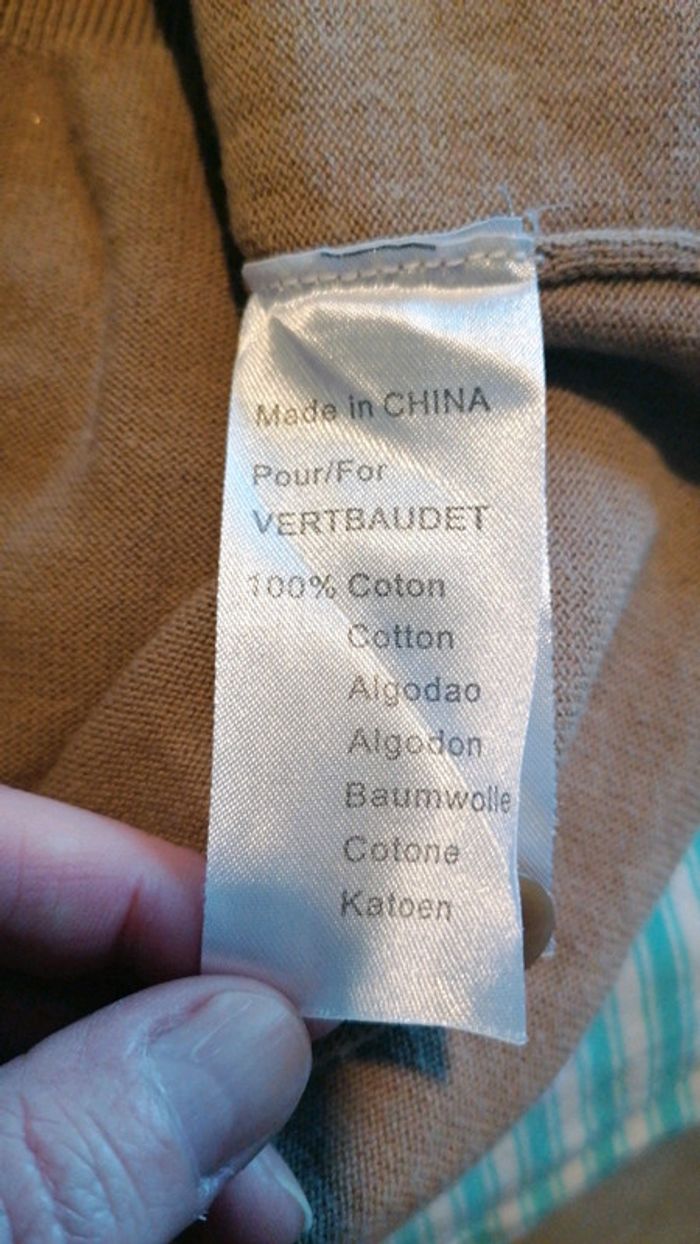 Made in CHINA
Pour/For
VERTBAUDET
100% Coton
Cotton
Algodao
Algodon
Baumwolle
Cotone
Katoen